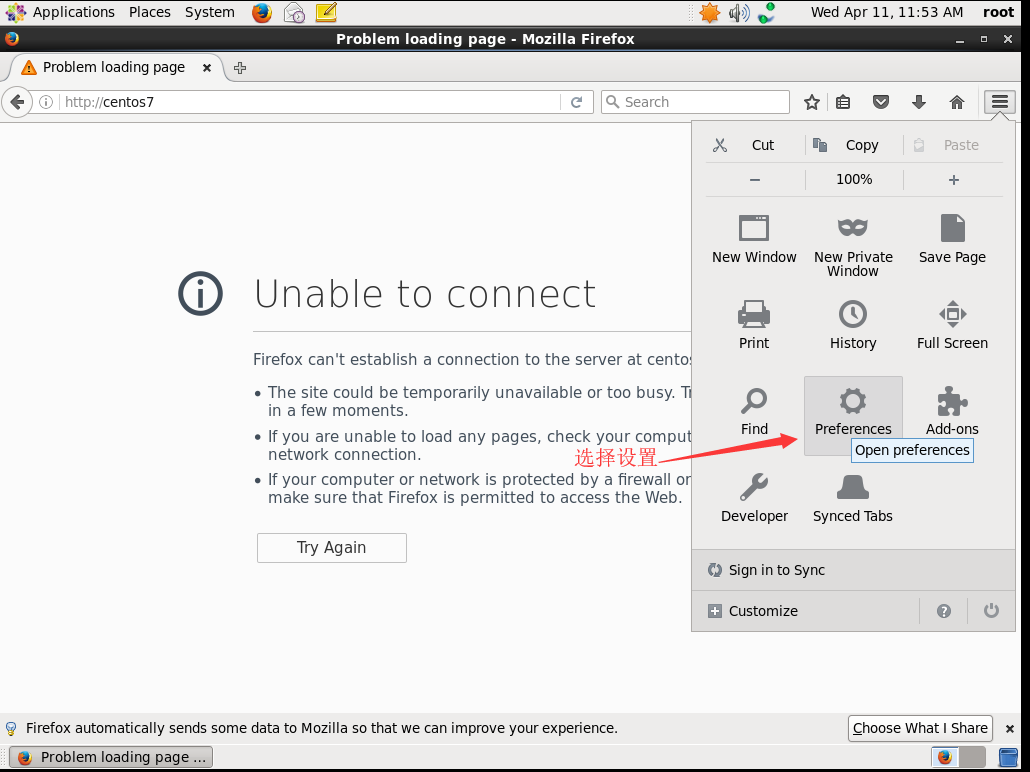 Applications Places System Wed Apr 11, 11:53 AM root
Problem loading page - Mozilla Firefox
Problem loading page
http://centos7 Search
Cut Copy Paste
100%
New Window New Private Window Save Page
Print History Full Screen
Find Preferences Add-ons
Open preferences
选择设置
Developer Synced Tabs
Sign in to Sync
Customize
Unable to connect
Firefox can't establish a connection to the server at centos
The site could be temporarily unavailable or too busy. Tr
in a few moments.
If you are unable to load any pages, check your comput
network connection.
If your computer or network is protected by a firewall or
make sure that Firefox is permitted to access the Web.
Try Again
Firefox automatically sends some data to Mozilla so that we can improve your experience. Choose What I Share
Problem loading page ...